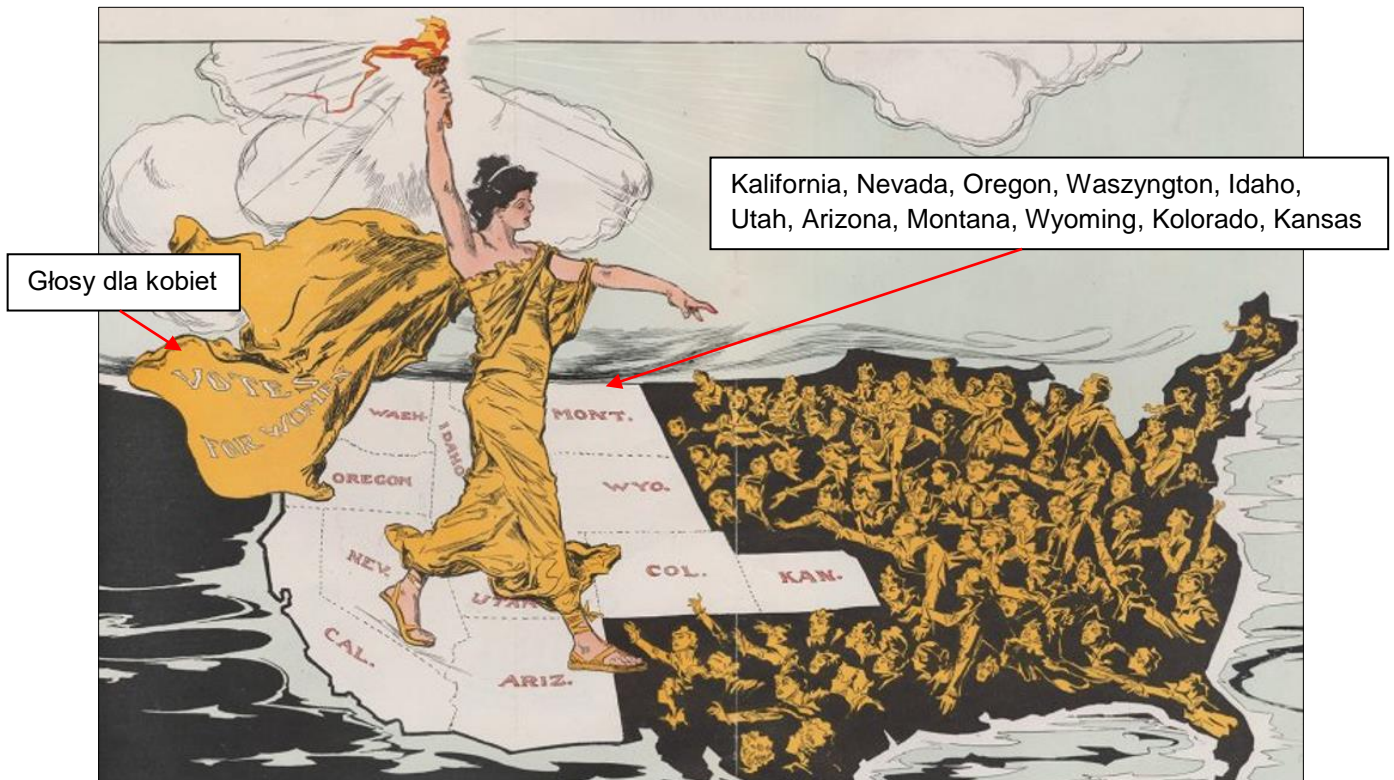 Kalifornia, Nevada, Oregon, Waszyngton, Idaho,
Utah, Arizona, Montana, Wyoming, Kolorado, Kansas
Głosy dla kobiet
VOTES
FOR WOMEN
WASH.
IDAHO
MONT.
OREGON
WYO.
NEV.
UTAH
COL.
KAN.
CAL.
ARIZ.